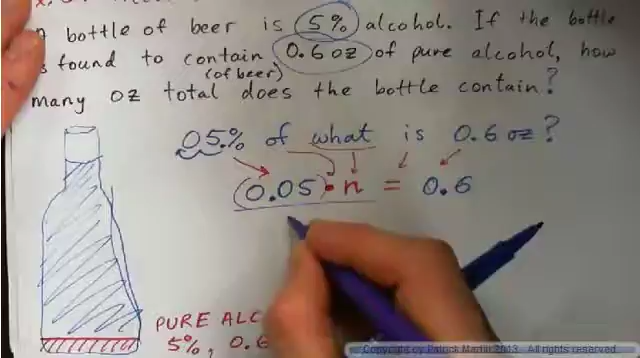 bottle of beer is 5% alcohol. If the bottle
found to contain 0.6 oz of pure alcohol, how
(of beer)
many oz total does the bottle contain?
05.% of what is 0.6 oz?
(0.05) • n = 0.6
PURE ALC
5%, 0.6
Copyright by Patrick Martin 2013 - All rights reserved